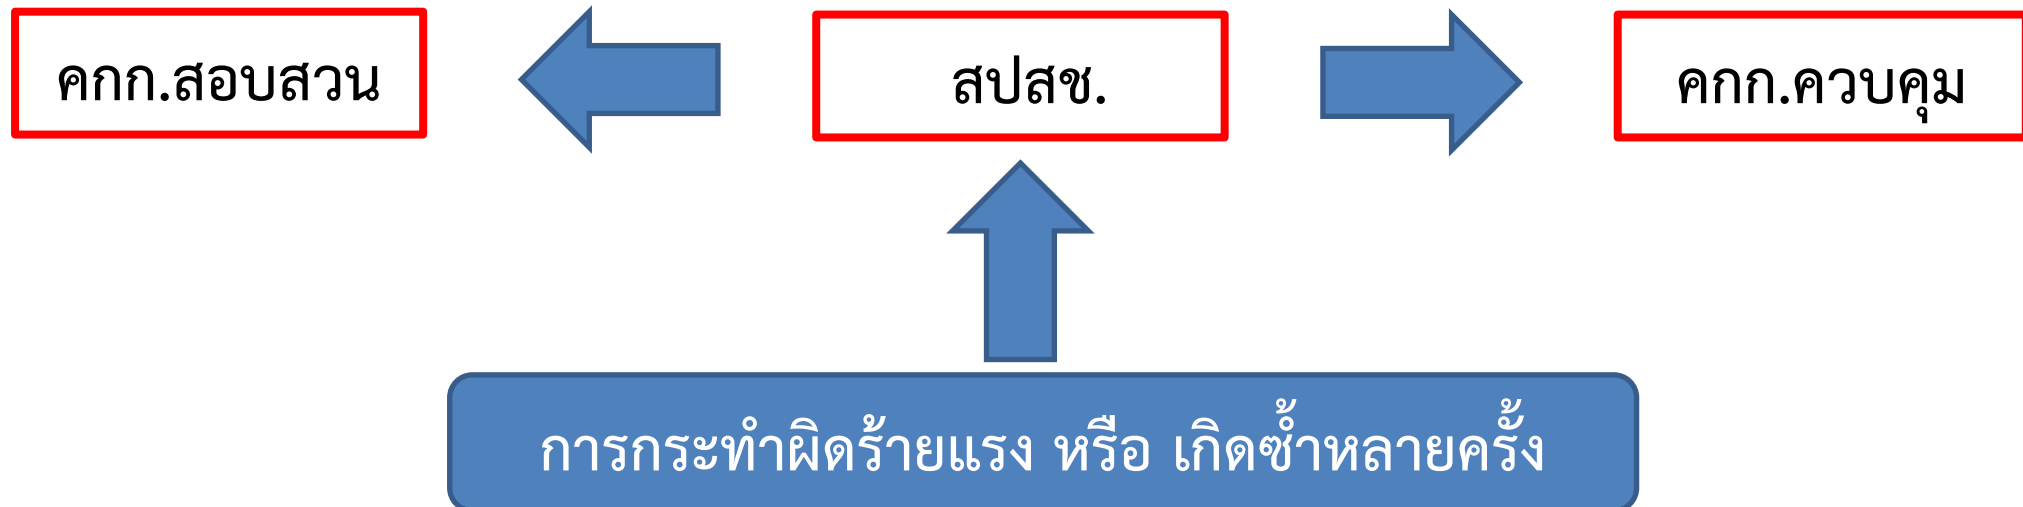 คกก.สอบสวน
สปสช.
คกก.ควบคุม
การกระทำผิดร้ายแรง หรือ เกิดซ้ำหลายครั้ง